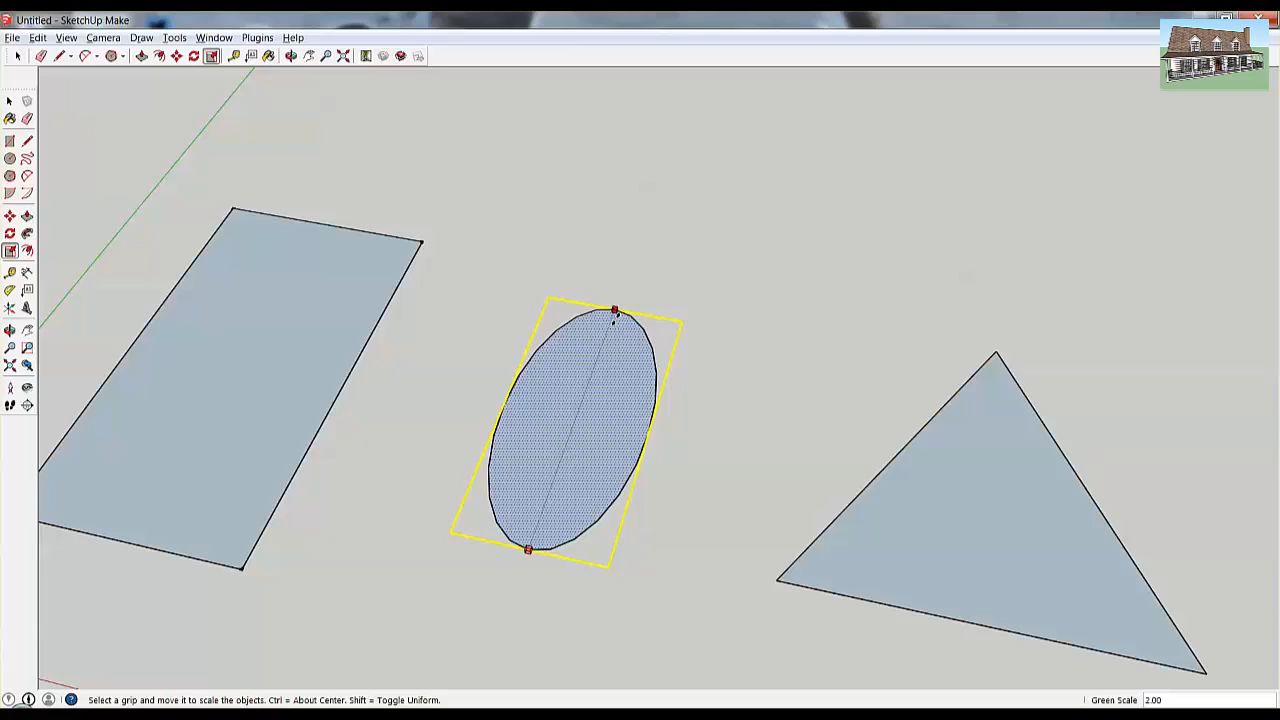 Untitled - SketchUp Make
File Edit View Camera Draw Tools Window Plugins Help
Select a grip and move it to scale the objects. Ctrl = About Center. Shift = Toggle Uniform. Green Scale 2.00